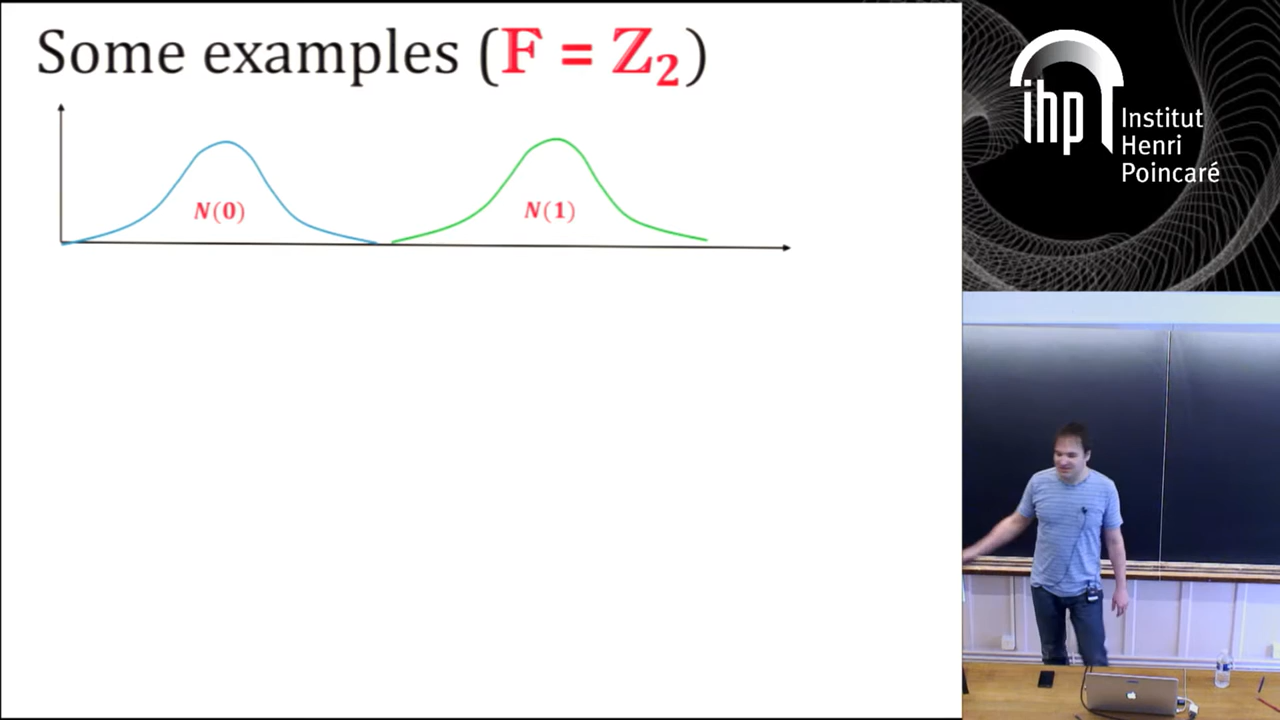 Some examples (F = Z₂)
N(0)
N(1)
ihp
Institut
Henri
Poincaré